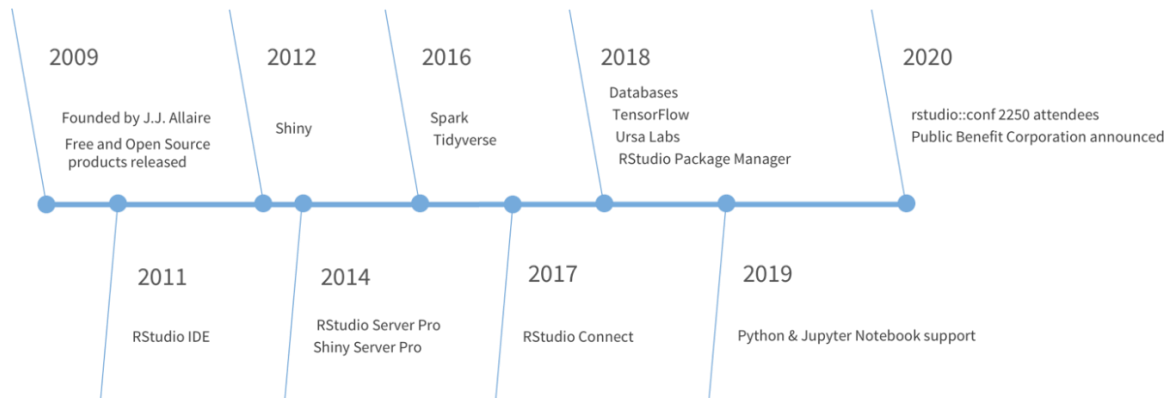 2009
Founded by J.J. Allaire
Free and Open Source
products released
2012
Shiny
2016
Spark
Tidyverse
2018
Databases
TensorFlow
Ursa Labs
RStudio Package Manager
2020
rstudio::conf 2250 attendees
Public Benefit Corporation announced
2011
RStudio IDE
2014
RStudio Server Pro
Shiny Server Pro
2017
RStudio Connect
2019
Python & Jupyter Notebook support